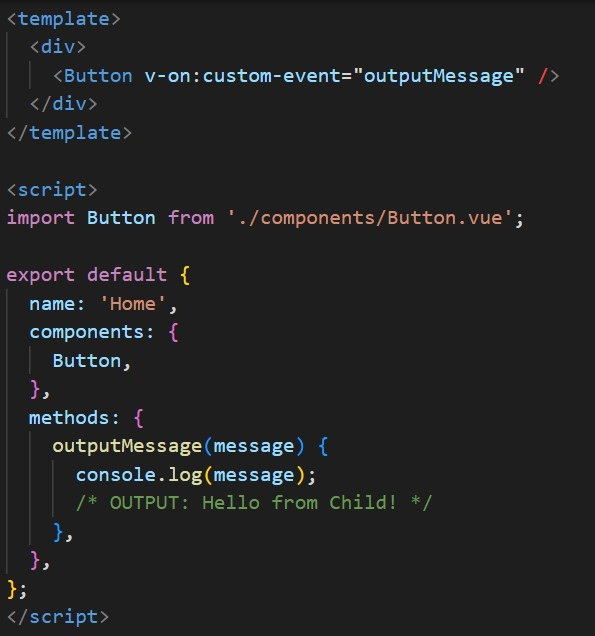 <template>
  <div>
    <Button v-on:custom-event="outputMessage" />
  </div>
</template>

<script>
import Button from './components/Button.vue';

export default {
  name: 'Home',
  components: {
    Button,
  },
  methods: {
    outputMessage(message) {
      console.log(message);
      /* OUTPUT: Hello from Child! */
    },
  },
};
</script>